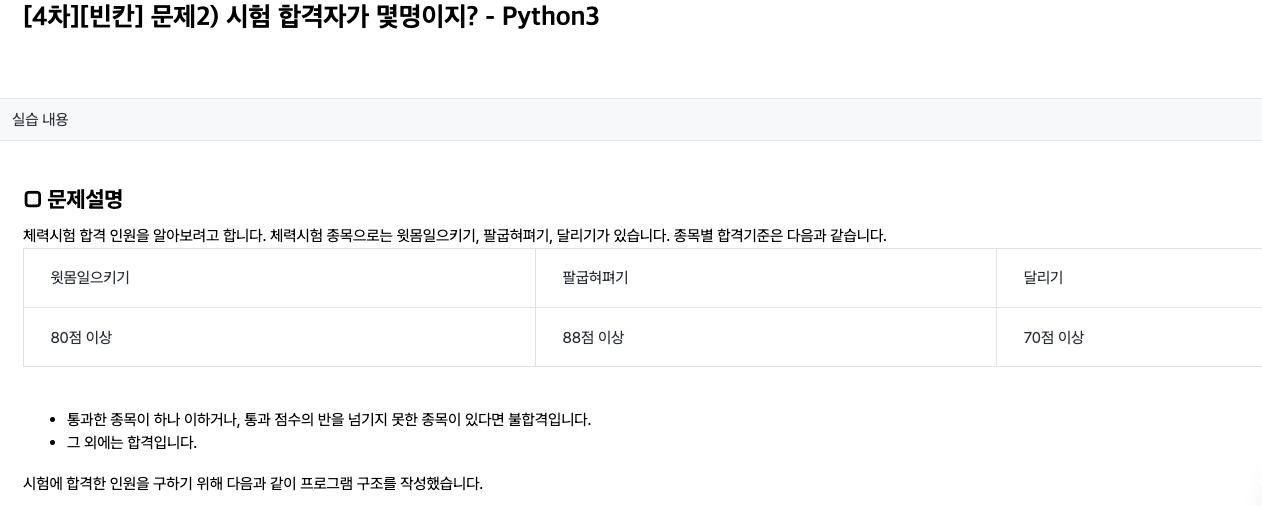 [4차][빈칸] 문제2) 시험 합격자가 몇명이지? - Python3
실습 내용
문제설명
체력시험 합격 인원을 알아보려고 합니다. 체력시험 종목으로는 윗몸일으키기, 팔굽혀펴기, 달리기가 있습니다. 종목별 합격기준은 다음과 같습니다.
윗몸일으키기 팔굽혀펴기 달리기
80점 이상 88점 이상 70점 이상
통과한 종목이 하나 이하거나, 통과 점수의 반을 넘기지 못한 종목이 있다면 불합격입니다.
그 외에는 합격입니다.
시험에 합격한 인원을 구하기 위해 다음과 같이 프로그램 구조를 작성했습니다.